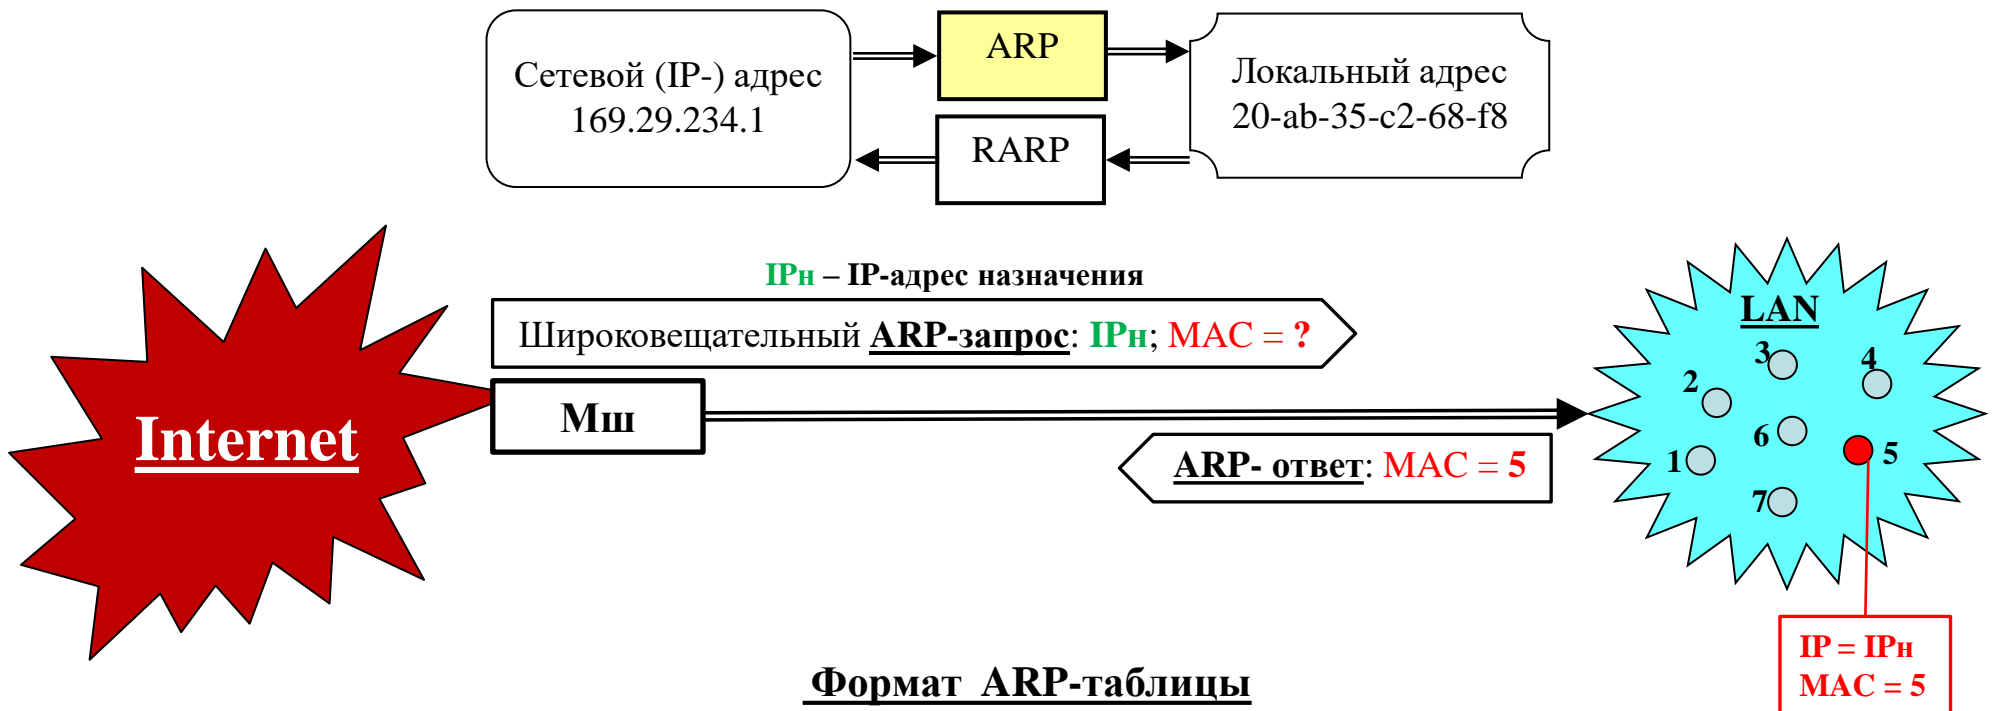 Сетевой (IP-) адрес
169.29.234.1
ARP
RARP
Локальный адрес
20-ab-35-c2-68-f8
IPн – IP-адрес назначения
Широковещательный ARP-запрос: IPн; MAC = ?
Internet
Мш
ARP- ответ: MAC = 5
LAN
3
4
2
6
5
1
7
IP = IPн
MAC = 5
Формат ARP-таблицы